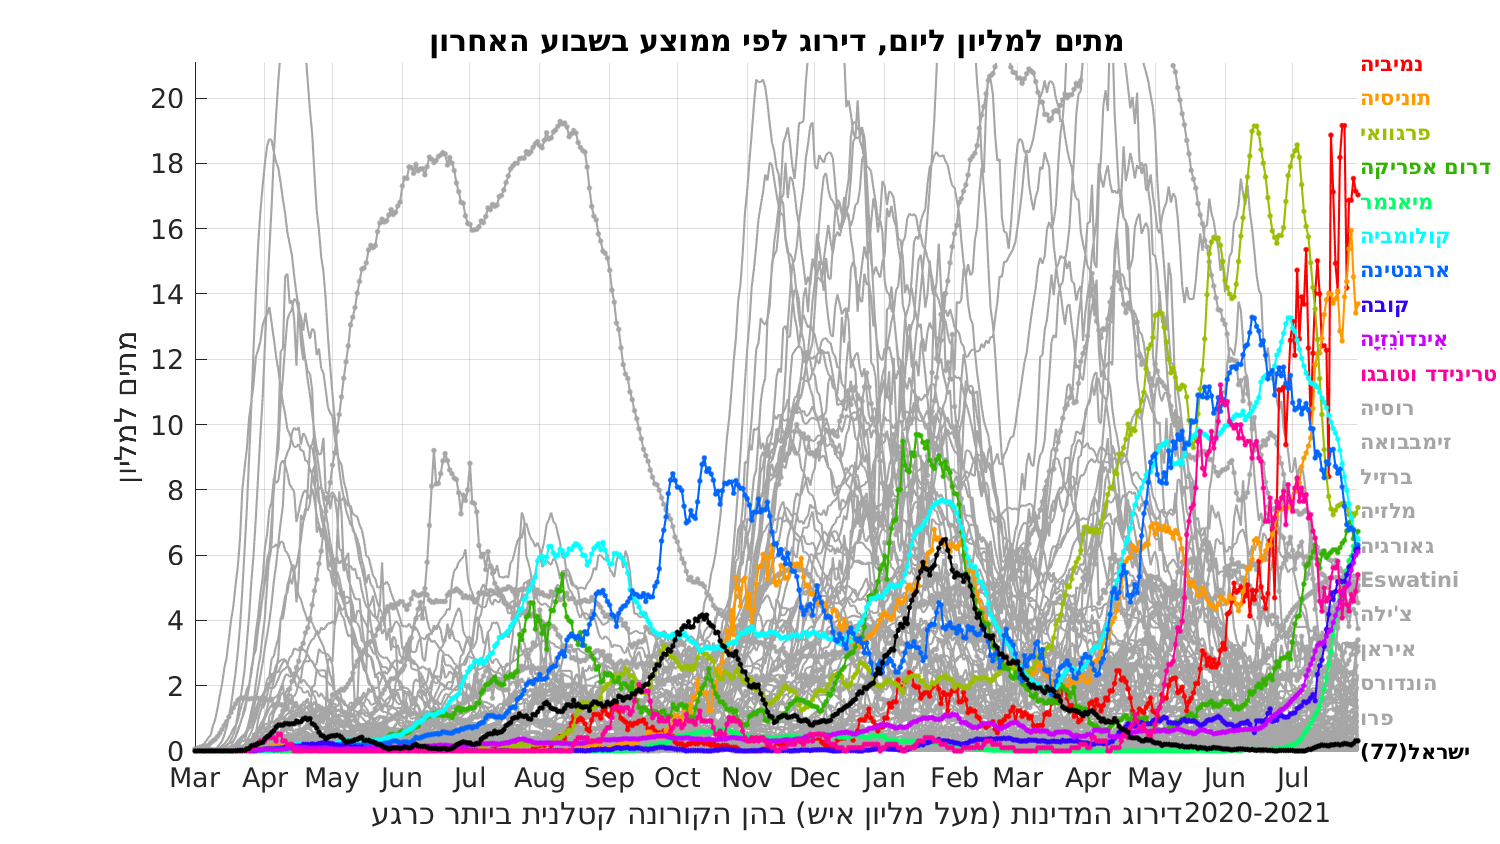 מתים למליון ליום, דירוג לפי ממוצע בשבוע האחרון
מתים למליון
20
18
16
14
12
10
8
6
4
2
0
Mar Apr May Jun Jul Aug Sep Oct Nov Dec Jan Feb Mar Apr May Jun Jul
דירוג המדינות (מעל מליון איש) בהן הקורונה קטלנית ביותר כרגע2020-2021
נמיביה
תוניסיה
פרגוואי
דרום אפריקה
מיאנמר
קולומביה
ארגנטינה
קובה
אִינדוֹנֵזִיָה
טרינידד וטובגו
רוסיה
זימבבואה
ברזיל
מלזיה
גאורגיה
Eswatini
צ'ילה
איראן
הונדורס
פרו
ישראל(77)